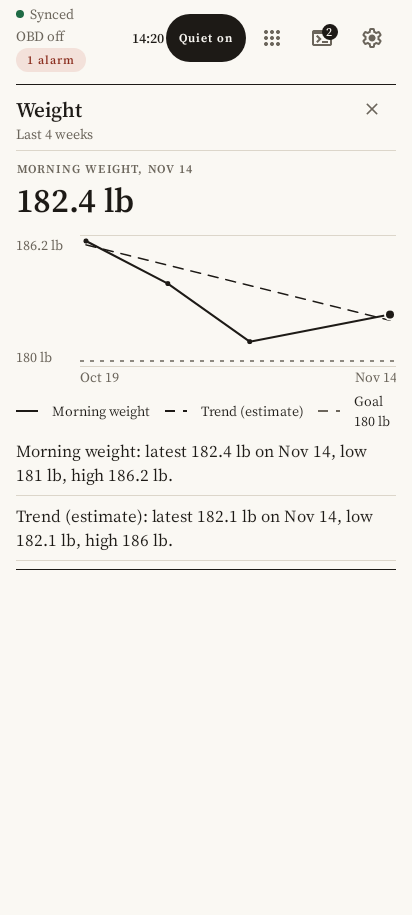 Synced
OBD off
1 alarm
14:20
Quiet on
2
Weight
Last 4 weeks
MORNING WEIGHT, NOV 14
182.4 lb
186.2 lb
180 lb
Oct 19
Nov 14
Morning weight
Trend (estimate)
Goal
180 lb
Morning weight: latest 182.4 lb on Nov 14, low
181 lb, high 186.2 lb.
Trend (estimate): latest 182.1 lb on Nov 14, low
182.1 lb, high 186 lb.